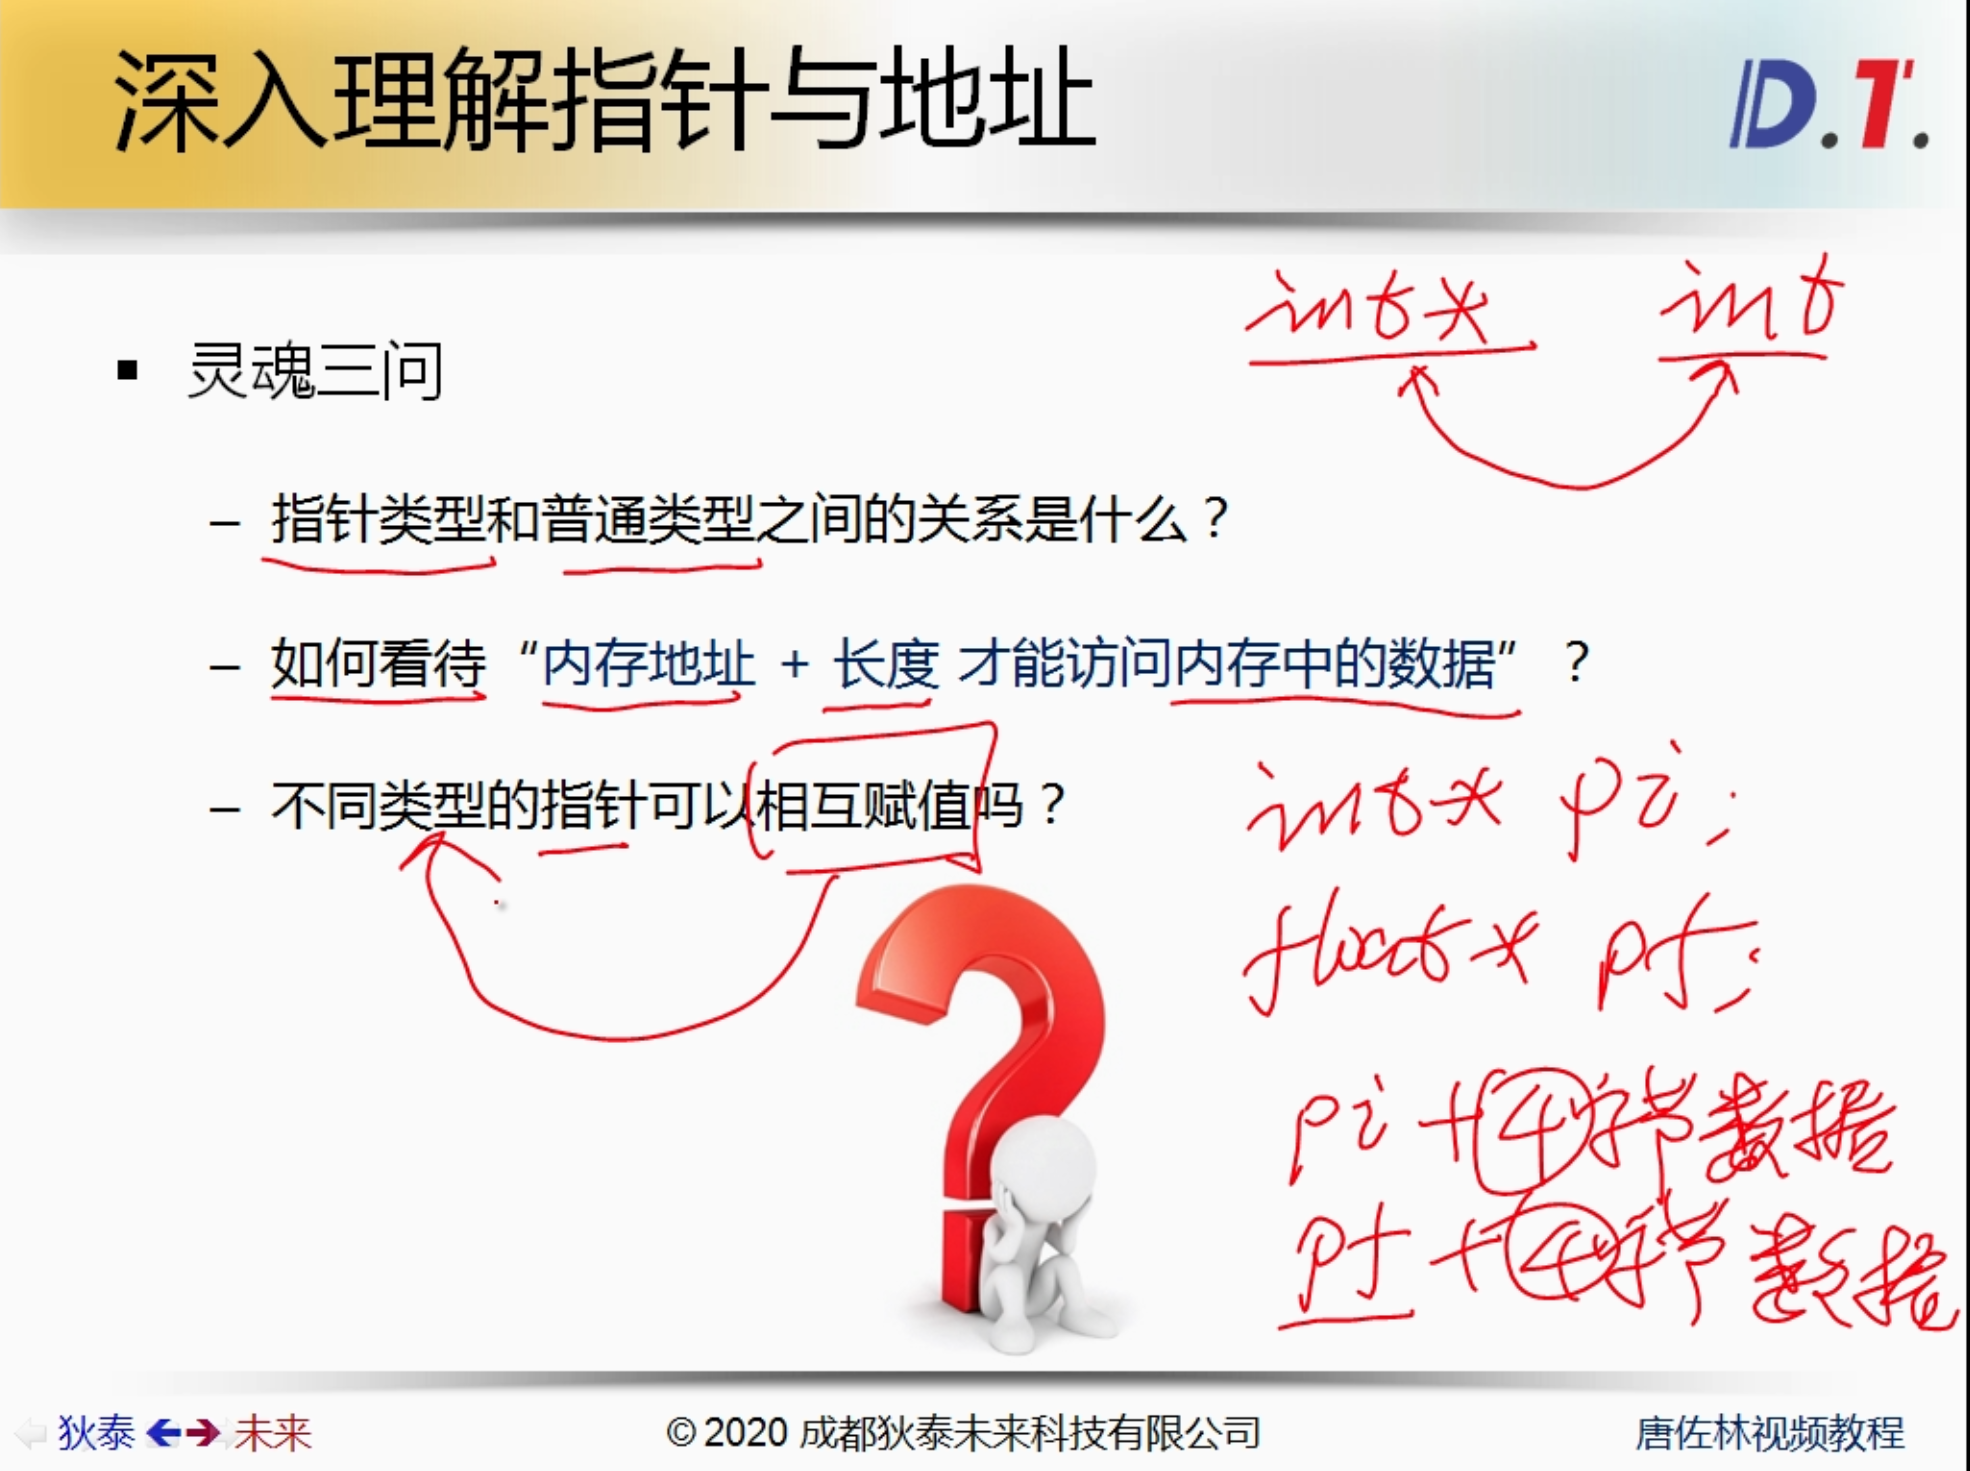 深入理解指针与地址
D.T.
int* int
▪ 灵魂三问
– 指针类型和普通类型之间的关系是什么？
– 如何看待“内存地址 + 长度 才能访问内存中的数据”？
– 不同类型的指针可以相互赋值吗？
int* pi;
float* pf;
pi + 4字节数据
pf + 4字节数据
狄泰 未来
© 2020 成都狄泰未来科技有限公司
唐佐林视频教程